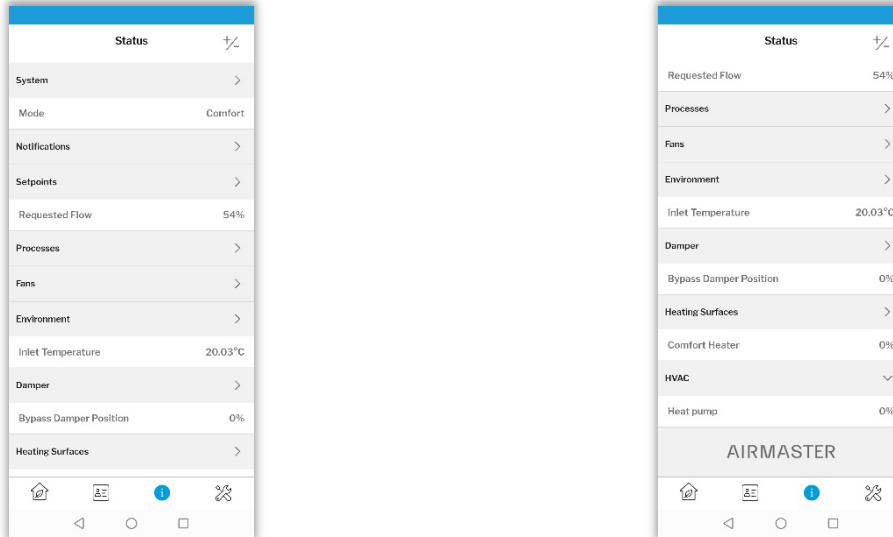 Status +/-
System
Mode Comfort
Notifications
Setpoints
Requested Flow 54%
Processes
Fans
Environment
Inlet Temperature 20.03°C
Damper
Bypass Damper Position 0%
Heating Surfaces
Status +/-
Requested Flow 54%
Processes
Fans
Environment
Inlet Temperature 20.03°C
Damper
Bypass Damper Position 0%
Heating Surfaces
Comfort Heater 0%
HVAC
Heat pump 0%
AIRMASTER